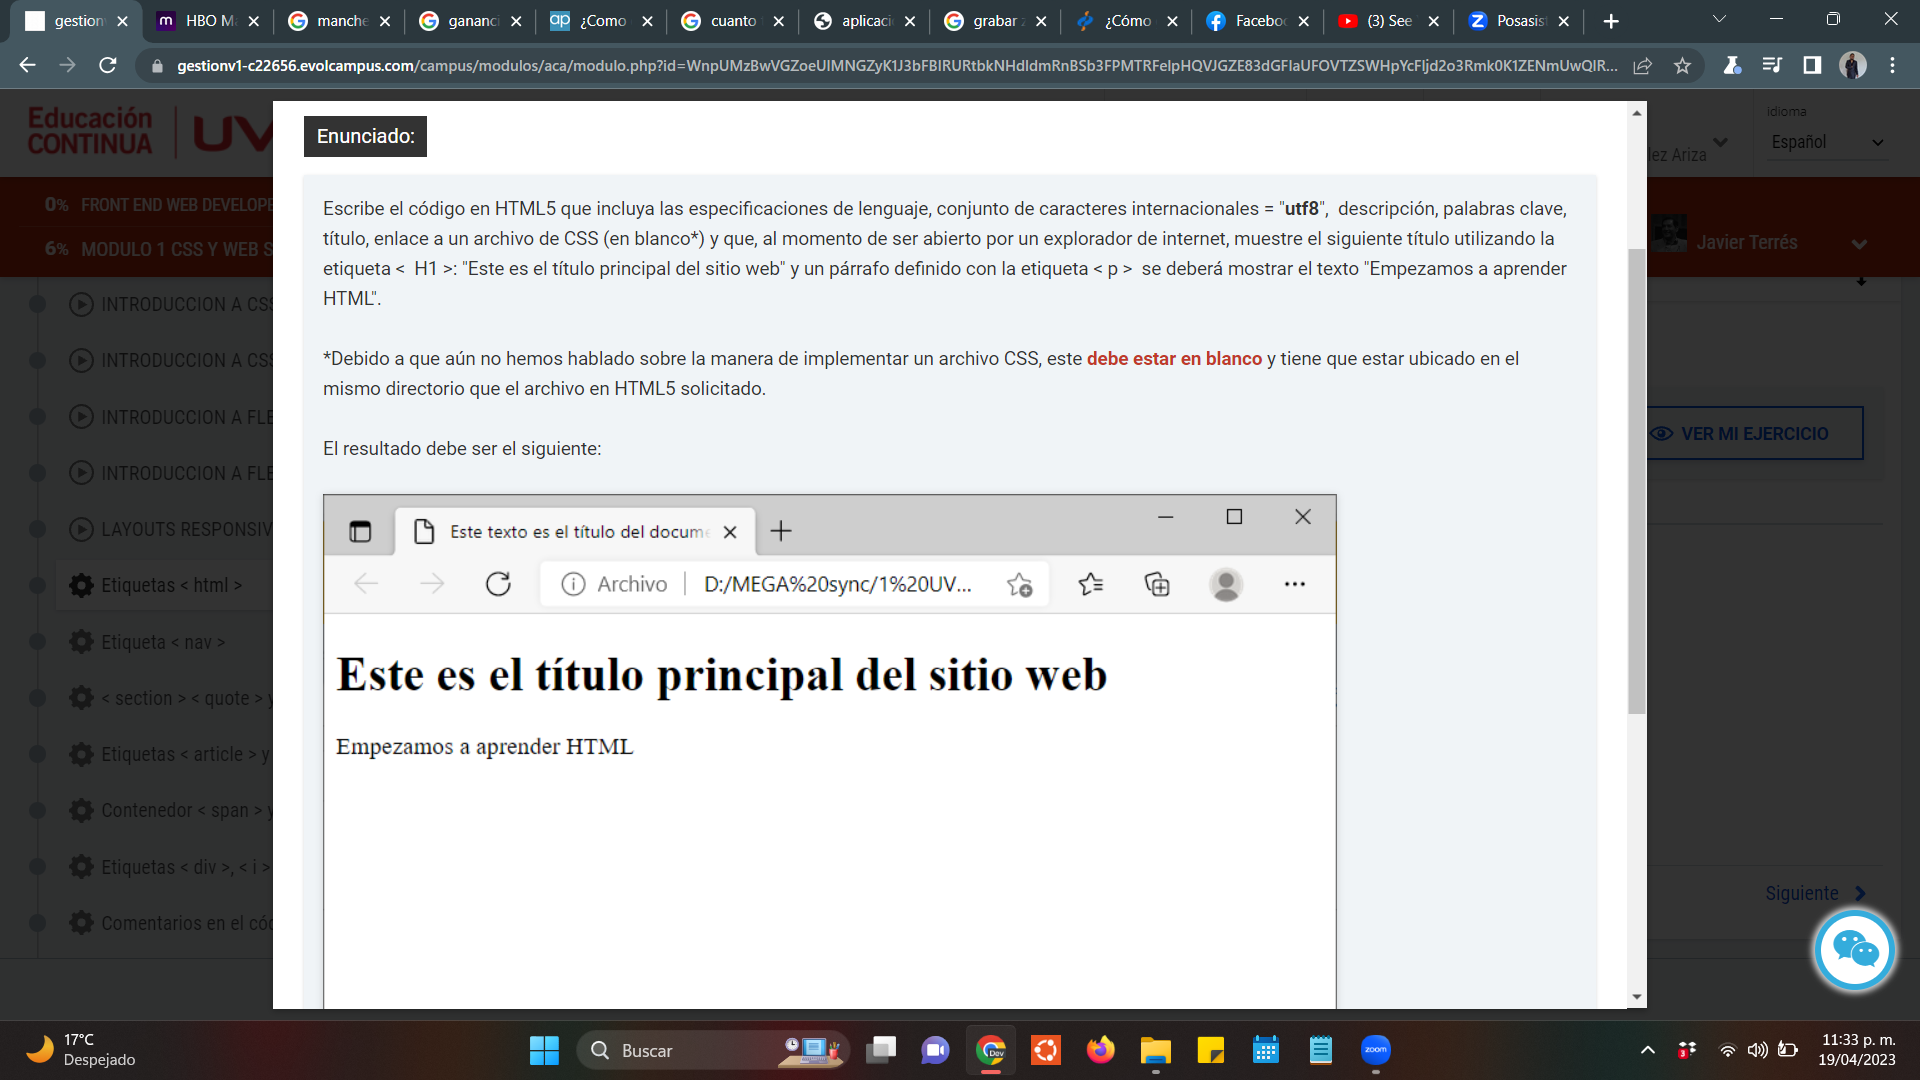 gestion
HBO M
manche
gananci
¿Como
cuanto
aplicaci
grabar
¿Cómo
Facebo
(3) See
Posasis
gestionv1-c22656.evolcampus.com/campus/modulos/aca/modulo.php?
Educación
CONTINUA
UV
idioma
Español
lez Ariza
0% FRONT END WEB DEVELOPE
6% MODULO 1 CSS Y WEB S
Javier Terrés
INTRODUCCION A CSS
INTRODUCCION A CSS
INTRODUCCION A FLE
INTRODUCCION A FLE
LAYOUTS RESPONSIV
Etiquetas < html >
Etiqueta < nav >
< section > < quote > y
Etiquetas < article > y
Contenedor < span > y
Etiquetas < div >, < i >
Comentarios en el cód
Enunciado:
Escribe el código en HTML5 que incluya las especificaciones de lenguaje, conjunto de caracteres internacionales = "utf8", descripción, palabras clave,
título, enlace a un archivo de CSS (en blanco*) y que, al momento de ser abierto por un explorador de internet, muestre el siguiente título utilizando la
etiqueta < H1 >: "Este es el título principal del sitio web" y un párrafo definido con la etiqueta < p > se deberá mostrar el texto "Empezamos a aprender
HTML".
*Debido a que aún no hemos hablado sobre la manera de implementar un archivo CSS, este debe estar en blanco y tiene que estar ubicado en el
mismo directorio que el archivo en HTML5 solicitado.
El resultado debe ser el siguiente:
Este texto es el título del docum
Archivo
D:/MEGA%20sync/1%20UV...
Este es el título principal del sitio web
Empezamos a aprender HTML
VER MI EJERCICIO
Siguiente
17°C
Despejado
Buscar
Dev
zoom
3
11:33 p. m.
19/04/2023